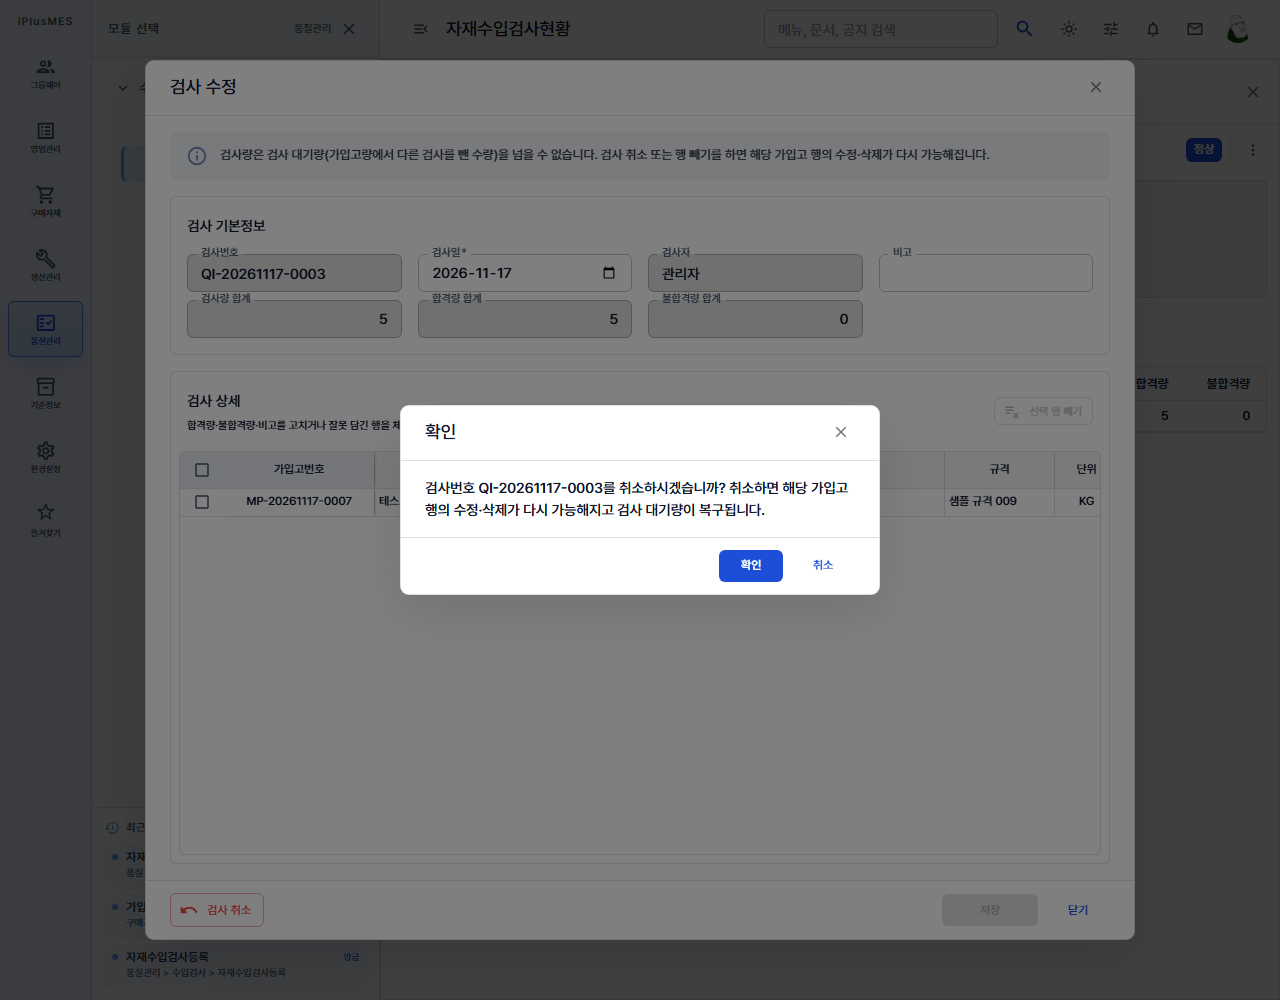 iPlusMES
모듈 선택
품질관리
자재수입검사현황
메뉴, 문서, 공지 검색
그룹웨어
영업관리
구매자재
생산관리
품질관리
기준정보
환경설정
즐겨찾기
검사 수정
검사량은 검사 대기량(가입고량에서 다른 검사를 뺀 수량)을 넘을 수 없습니다. 검사 취소 또는 행 빼기를 하면 해당 가입고 행의 수정·삭제가 다시 가능해집니다.
정상
검사 기본정보
검사번호
QI-20261117-0003
검사일*
2026-11-17
검사자
관리자
비고
검사량 합계
5
합격량 합계
5
불합격량 합계
0
합격량 불합격량
5 0
검사 상세
합격량·불합격량·비고를 고치거나 잘못 담긴 행을 체
선택 행 빼기
가입고번호 규격 단위
MP-20261117-0007 테스 샘플 규격 009 KG
확인
검사번호 QI-20261117-0003를 취소하시겠습니까? 취소하면 해당 가입고
행의 수정·삭제가 다시 가능해지고 검사 대기량이 복구됩니다.
확인 취소
최근
자재
품질
가입
구매
자재수입검사등록 방금
품질관리 > 수입검사 > 자재수입검사등록
검사 취소
저장 닫기